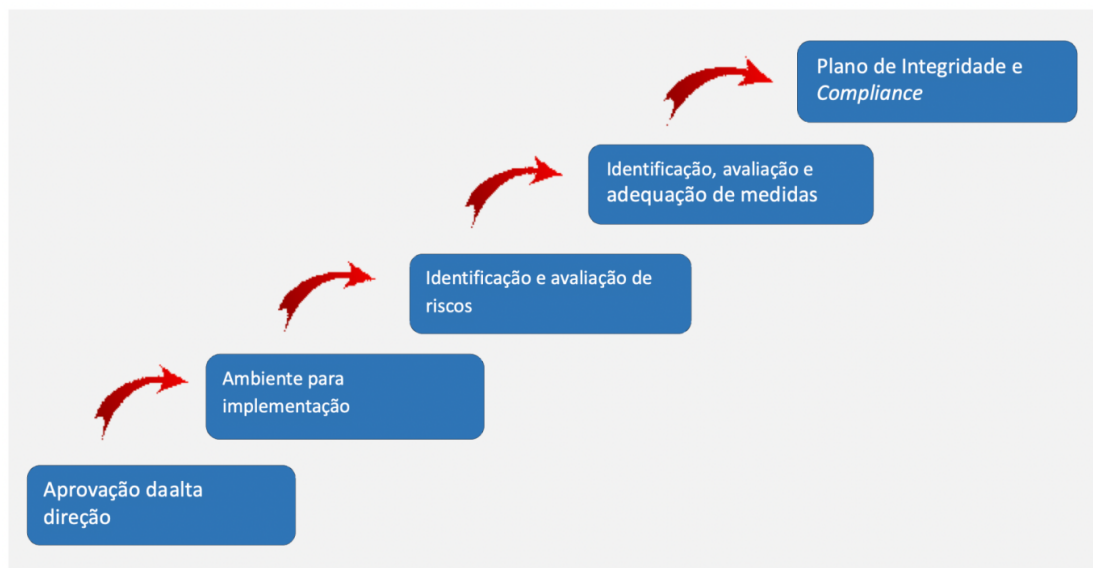 Plano de Integridade e
Compliance
Identificação, avaliação e
adequação de medidas
Identificação e avaliação de
riscos
Ambiente para
implementação
Aprovação daalta
direção